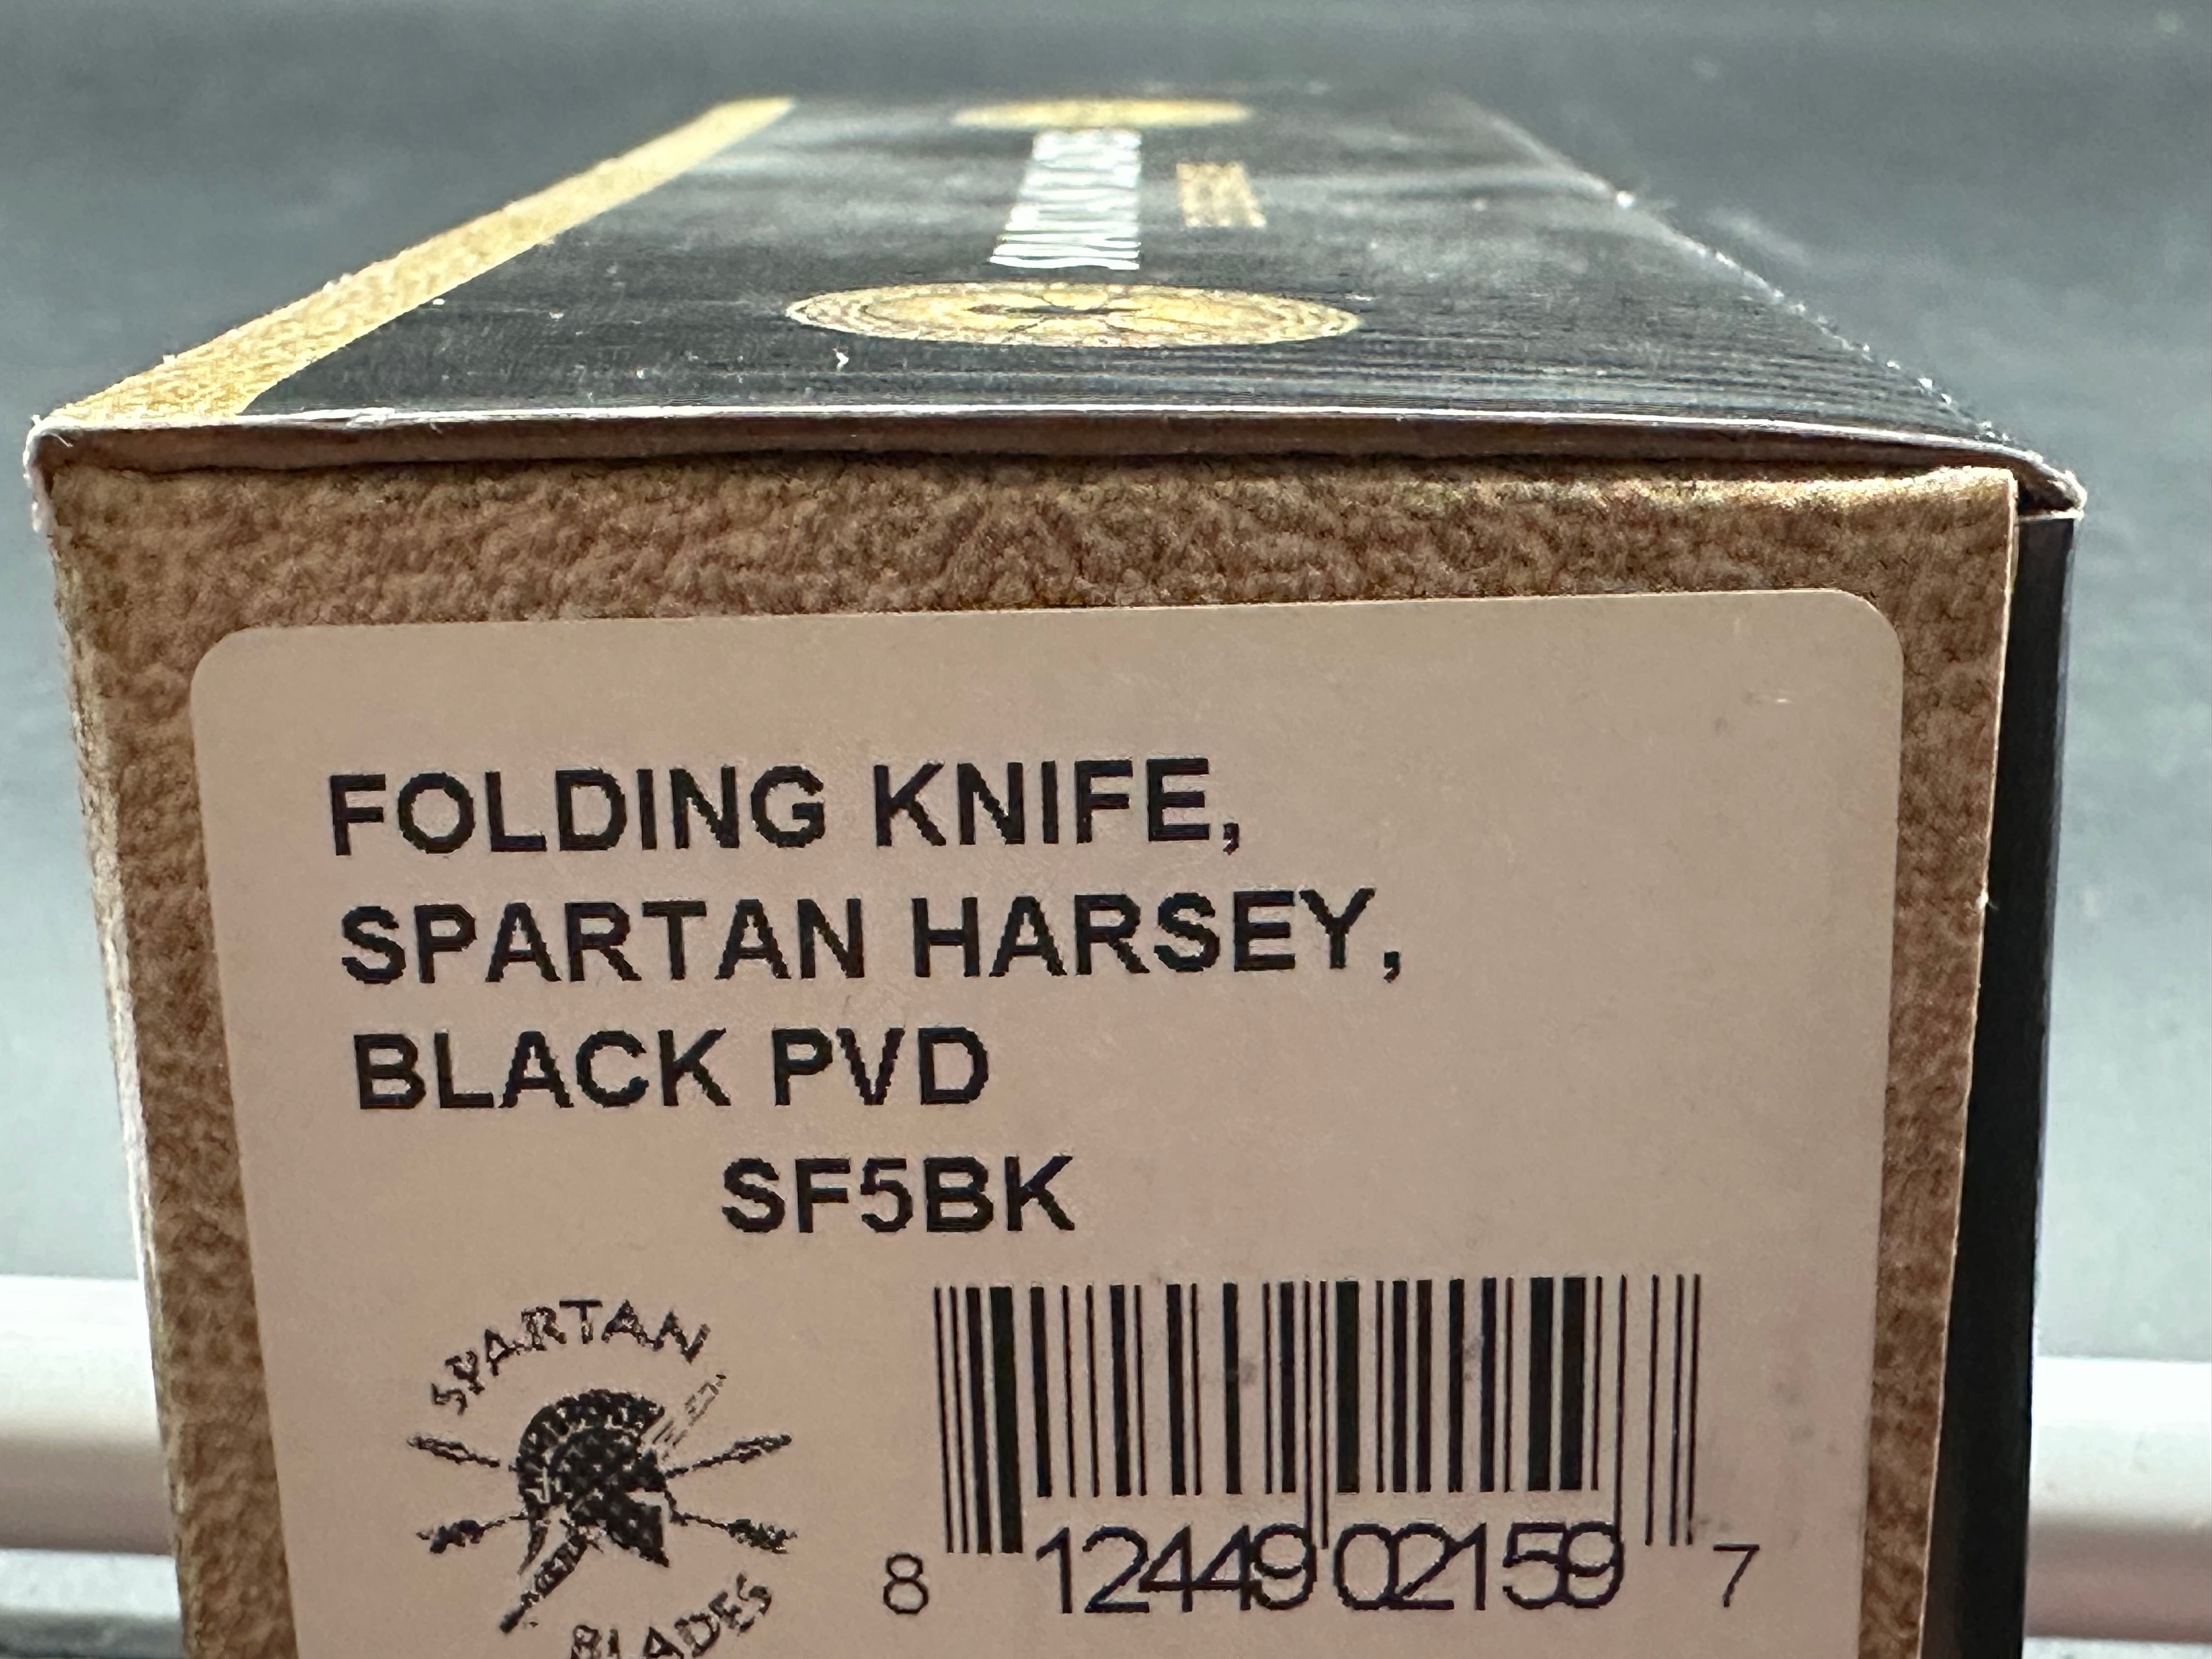 FOLDING KNIFE,
SPARTAN HARSEY,
BLACK PVD
SF5BK
SPARTAN
BLADES
8 12449 02159 7